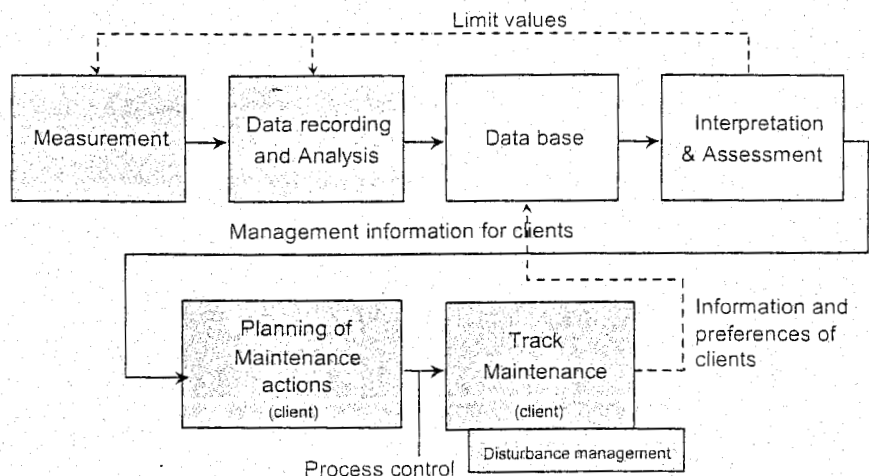 Limit values
Measurement
Data recording
and Analysis
Data base
Interpretation
& Assessment
Management information for clients
Planning of
Maintenance
actions
(client)
Track
Maintenance
(client)
Information and
preferences of
clients
Disturbance management
Process control